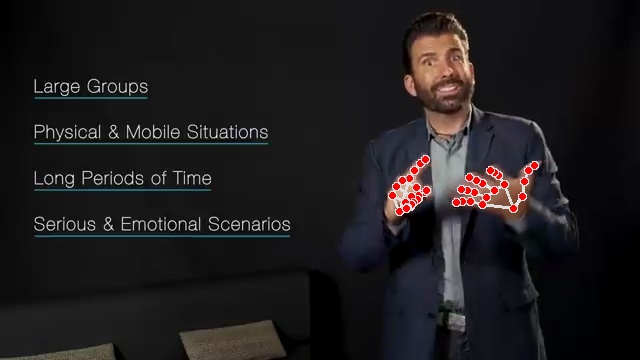 Large Groups
Physical & Mobile Situations
Long Periods of Time
Serious & Emotional Scenarios